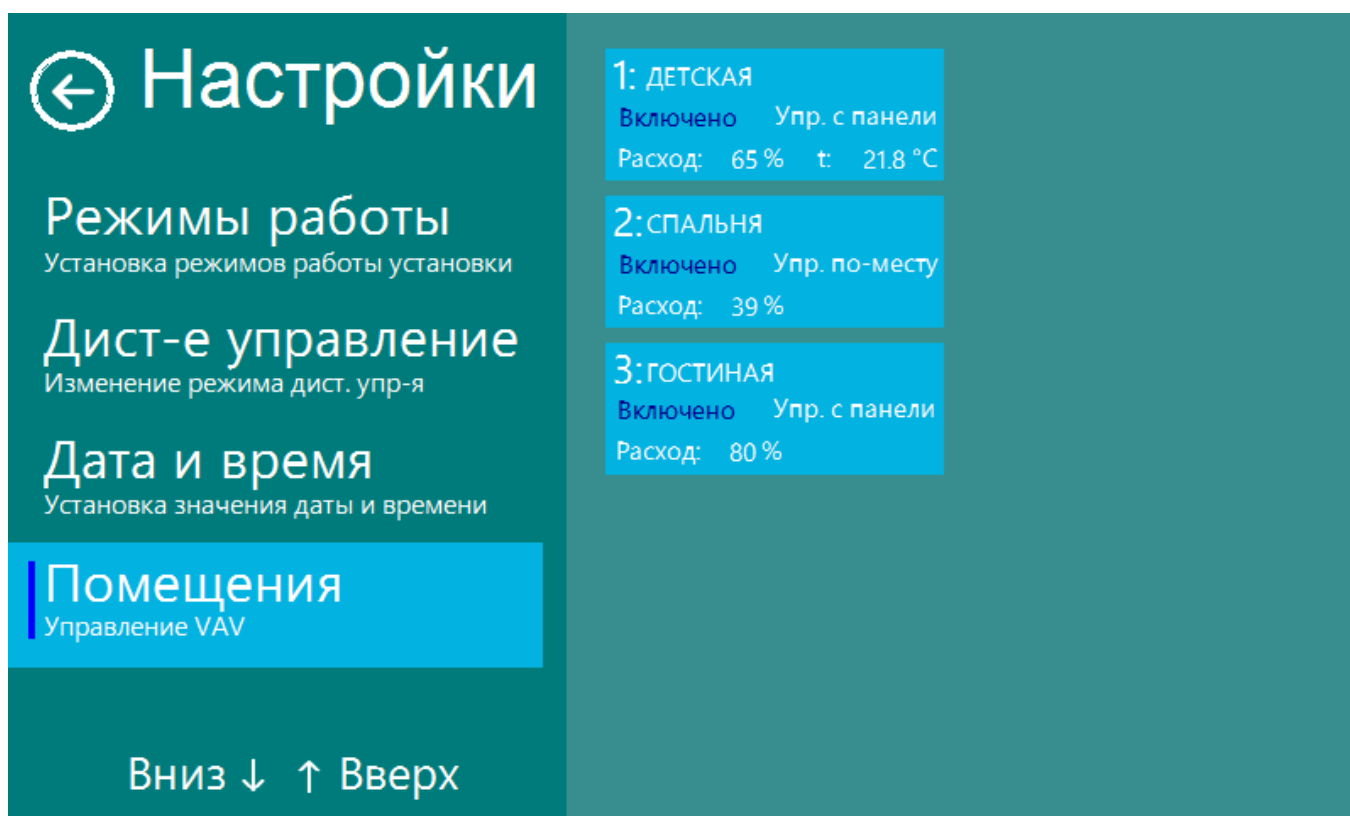 Настройки
Режимы работы
Установка режимов работы установки
Дист-е управление
Изменение режима дист. упр-я
Дата и время
Установка значения даты и времени
Помещения
Управление VAV
Вниз ↓ ↑ Вверх
1: ДЕТСКАЯ
Включено Упр. с панели
Расход: 65 % t: 21.8 °C
2: СПАЛЬНЯ
Включено Упр. по-месту
Расход: 39 %
3: ГОСТИНАЯ
Включено Упр. с панели
Расход: 80 %